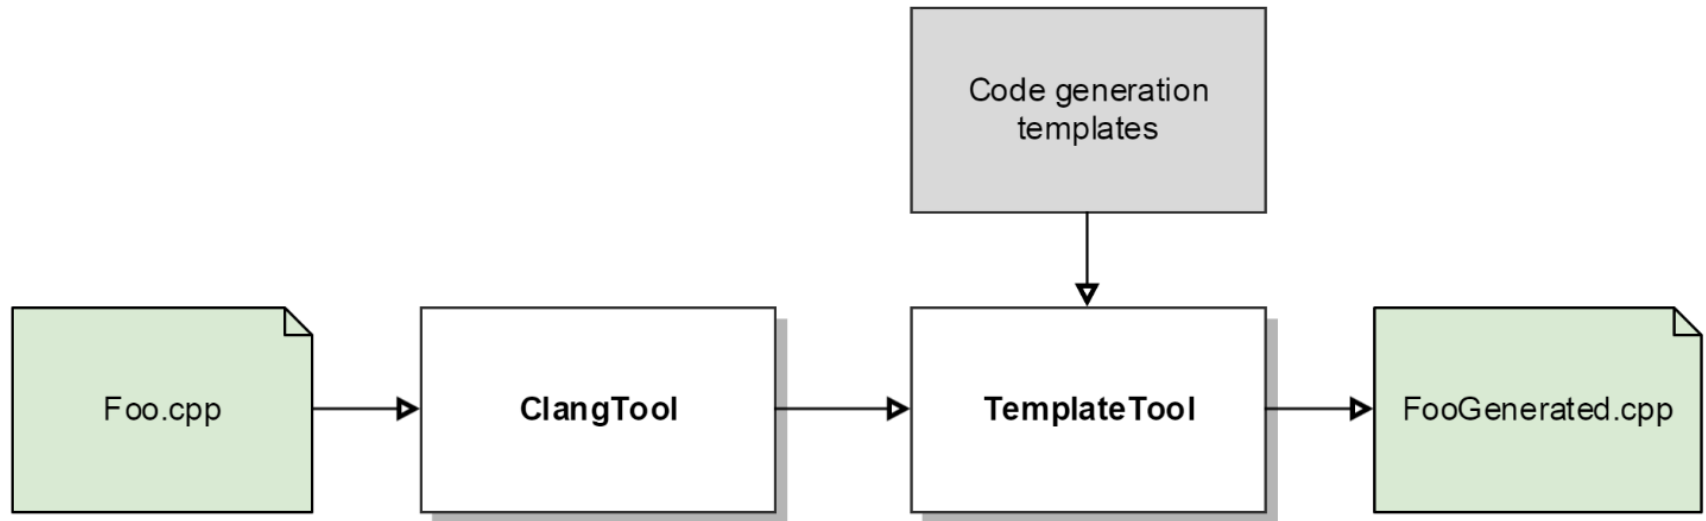 Code generation
templates
Foo.cpp
ClangTool
TemplateTool
FooGenerated.cpp